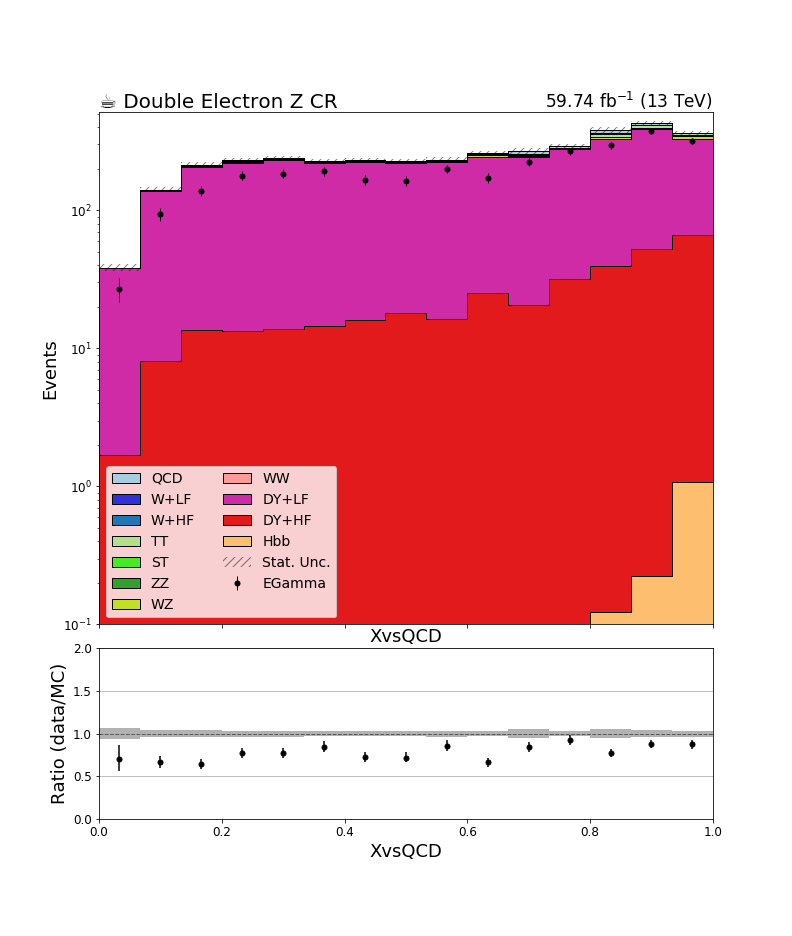 ☕ Double Electron Z CR
59.74 fb⁻¹ (13 TeV)
Events
10²
10¹
10⁰
10⁻¹
QCD
W+LF
W+HF
TT
ST
ZZ
WZ
WW
DY+LF
DY+HF
Hbb
Stat. Unc.
EGamma
XvsQCD
Ratio (data/MC)
2.0
1.5
1.0
0.5
0.0
0.0 0.2 0.4 0.6 0.8 1.0
XvsQCD